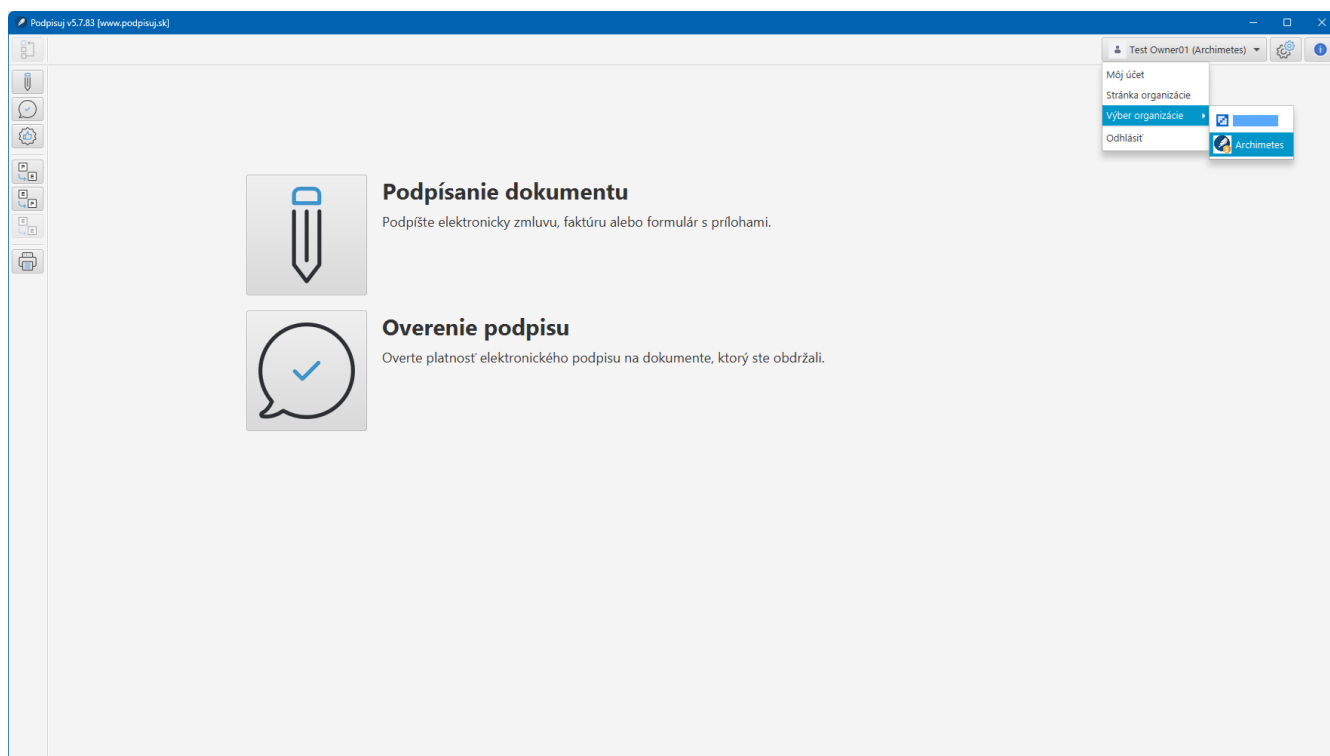 Podpisuj v5.7.83 [www.podpisuj.sk]
Test Owner01 (Archimetes)
Môj účet
Stránka organizácie
Výber organizácie
Archimetes
Odhlásiť
Podpísanie dokumentu
Podpíšte elektronicky zmluvu, faktúru alebo formulár s prílohami.
Overenie podpisu
Overte platnosť elektronického podpisu na dokumente, ktorý ste obdržali.